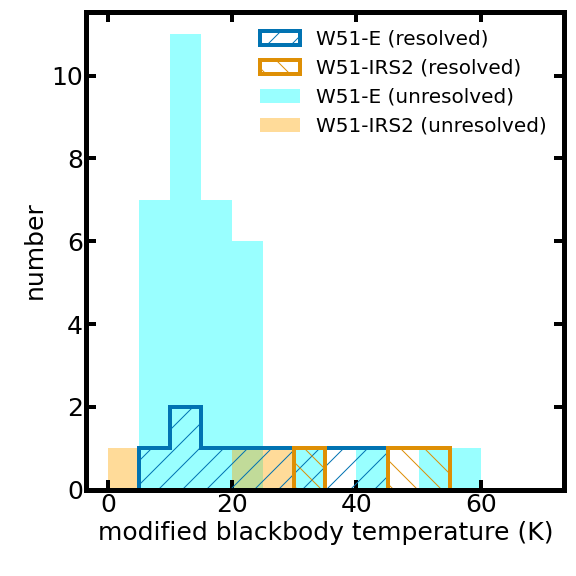 W51-E (resolved)
W51-IRS2 (resolved)
W51-E (unresolved)
W51-IRS2 (unresolved)
10
8
6
4
2
0
number
0 20 40 60
modified blackbody temperature (K)